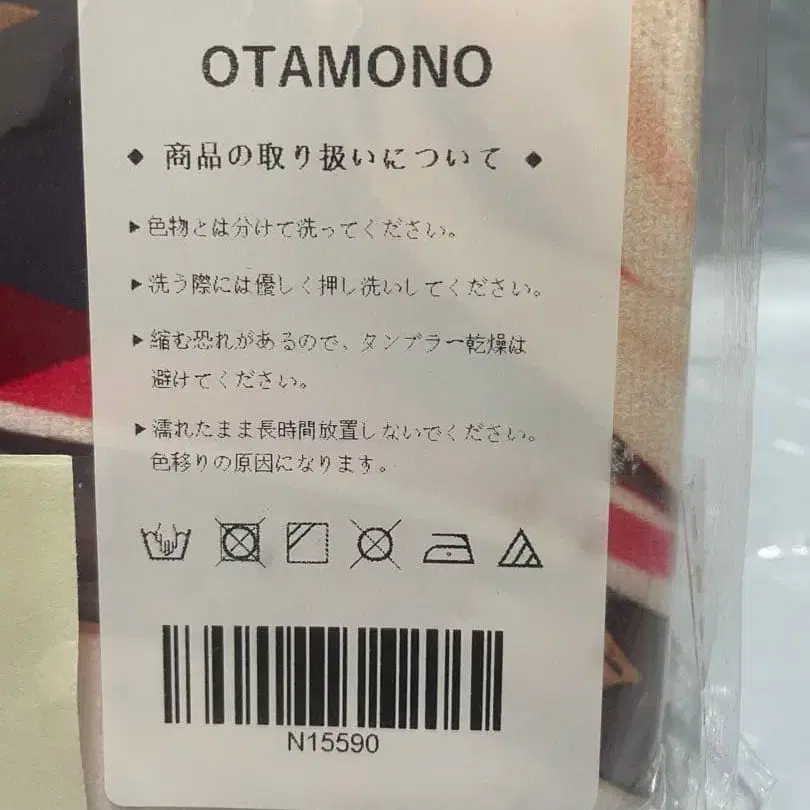 OTAMONO
◆ 商品の取り扱いについて ◆
▶色物とは分けて洗ってください。
▶洗う際には優しく押し洗いしてください。
▶縮む恐れがあるので、タンブラー乾燥は
避けてください。
▶濡れたまま長時間放置しないでください。
色移りの原因になります。
N15590